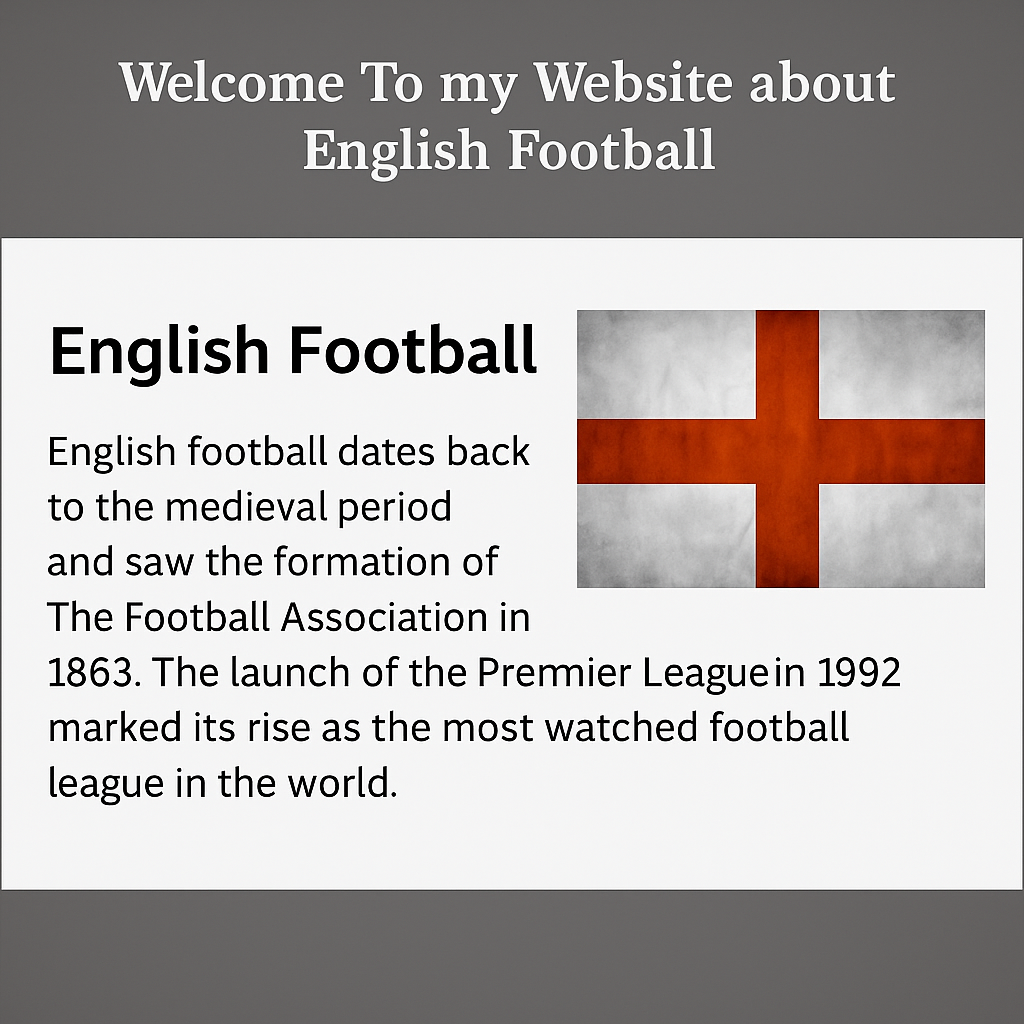 Welcome To my Website about
English Football
English Football
English football dates back
to the medieval period
and saw the formation of
The Football Association in
1863. The launch of the Premier League in 1992
marked its rise as the most watched football
league in the world.